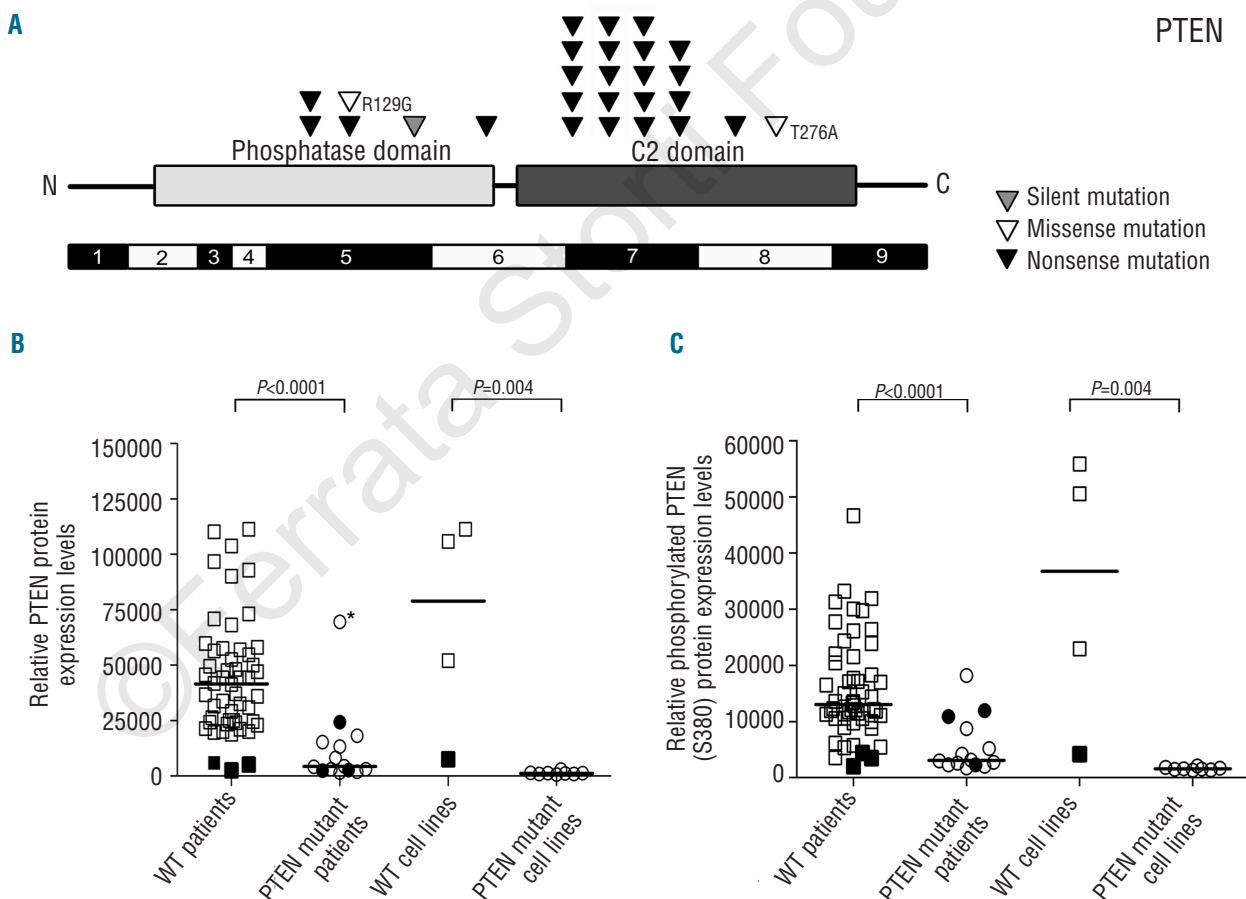 A
PTEN
R129G
T276A
Phosphatase domain
C2 domain
N
C
Silent mutation
Missense mutation
Nonsense mutation
1 2 3 4 5 6 7 8 9
B
P<0.0001
P=0.004
Relative PTEN protein
expression levels
150000
125000
100000
75000
50000
25000
0
*
WT patients
PTEN mutant
patients
WT cell lines
PTEN mutant
cell lines
C
P<0.0001
P=0.004
Relative phosphorylated PTEN
(S380) protein expression levels
60000
50000
40000
30000
20000
10000
0
WT patients
PTEN mutant
patients
WT cell lines
PTEN mutant
cell lines
©Ferrata Storti Fou